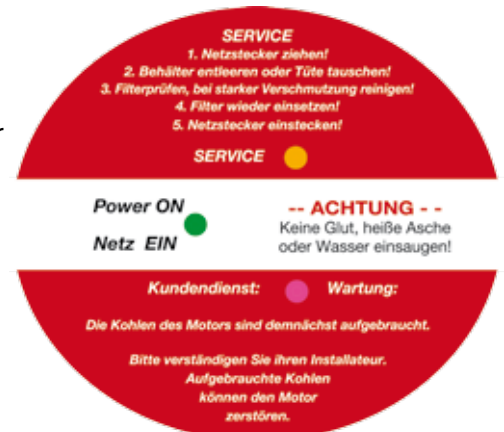 SERVICE
1. Netzstecker ziehen!
2. Behälter entleeren oder Tüte tauschen!
3. Filterprüfen, bei starker Verschmutzung reinigen!
4. Filter wieder einsetzen!
5. Netzstecker einstecken!
SERVICE
r
Power ON
Netz EIN
-- ACHTUNG - -
Keine Glut, heiße Asche
oder Wasser einsaugen!
Kundendienst: Wartung:
Die Kohlen des Motors sind demnächst aufgebraucht.
Bitte verständigen Sie ihren Installateur.
Aufgebrauchte Kohlen
können den Motor
zerstören.